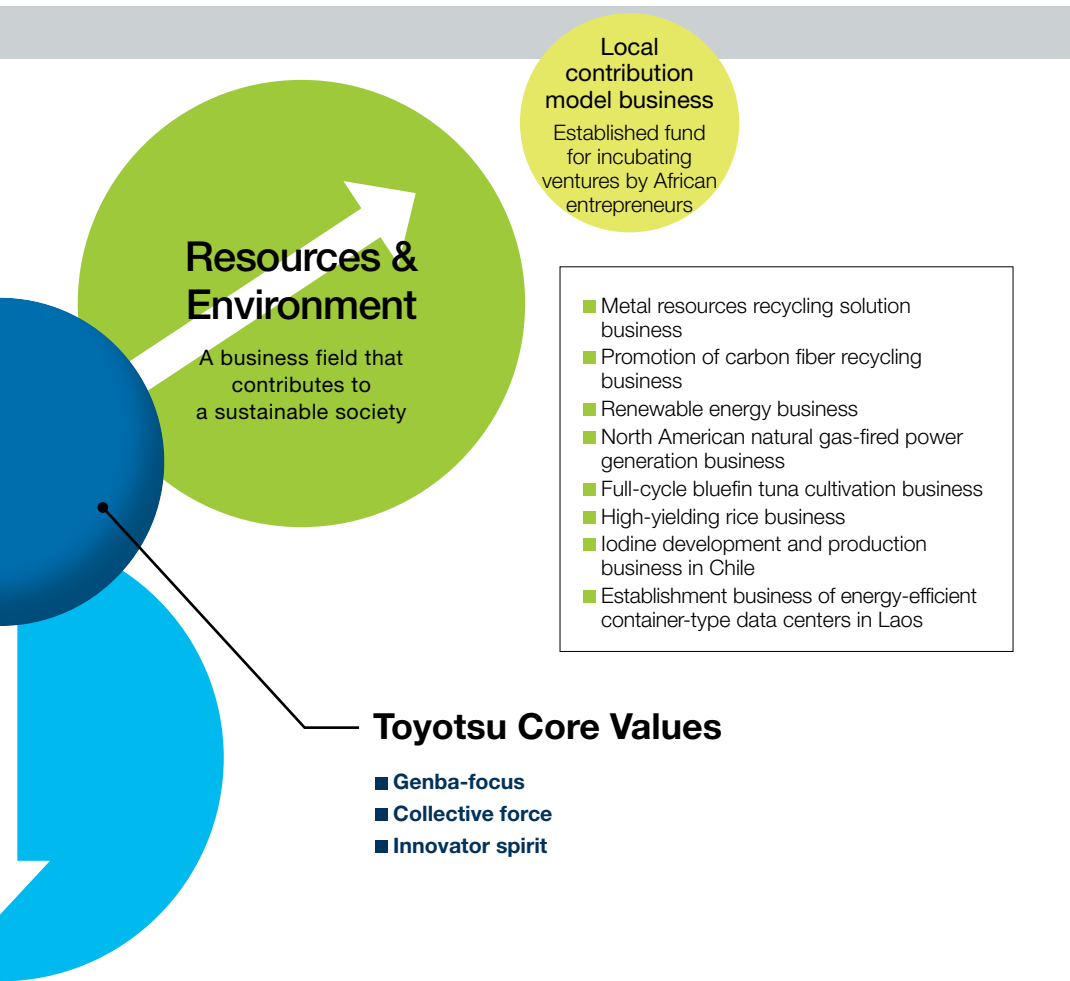 Local
contribution
model business
Established fund
for incubating
ventures by African
entrepreneurs
Resources &
Environment
A business field that
contributes to
a sustainable society
Metal resources recycling solution
business
Promotion of carbon fiber recycling
business
Renewable energy business
North American natural gas-fired power
generation business
Full-cycle bluefin tuna cultivation business
High-yielding rice business
Iodine development and production
business in Chile
Establishment business of energy-efficient
container-type data centers in Laos
Toyotsu Core Values
Genba-focus
Collective force
Innovator spirit